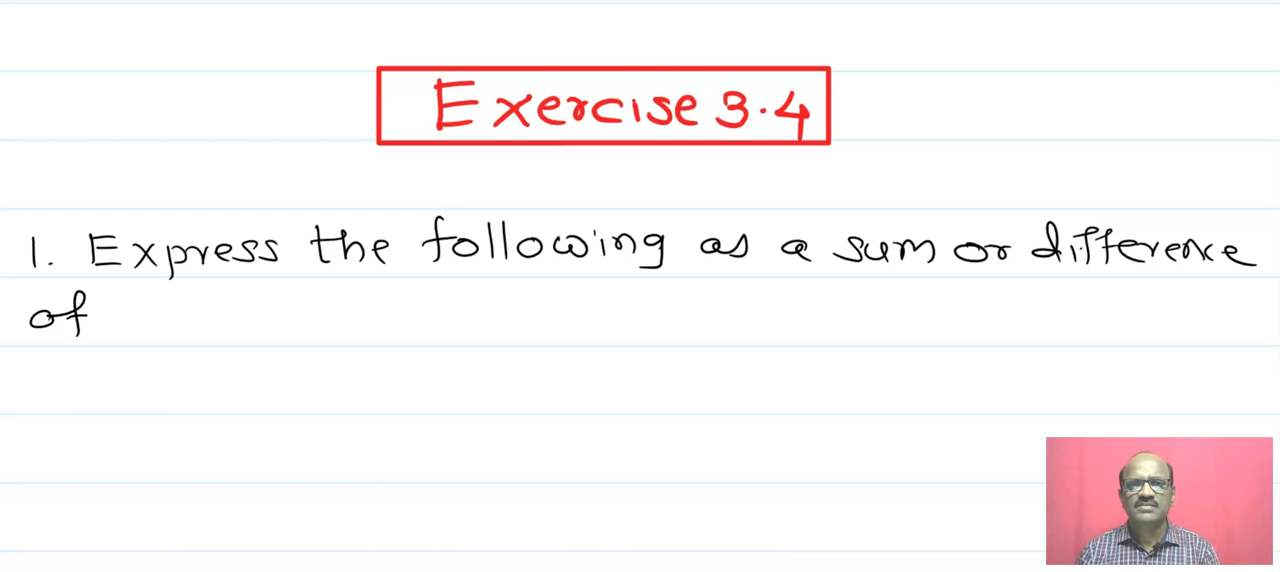 Exercise 3.4
1. Express the following as a sum or difference
of